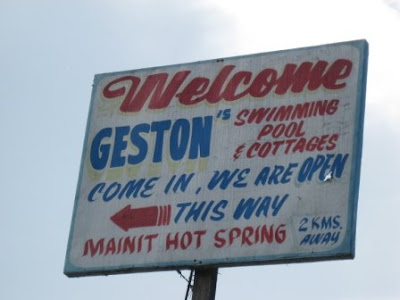 Welcome
GESTON'S SWIMMING
POOL
& COTTAGES
COME IN, WE ARE OPEN
THIS WAY
MAINIT HOT SPRING 2 KMS.
AWAY